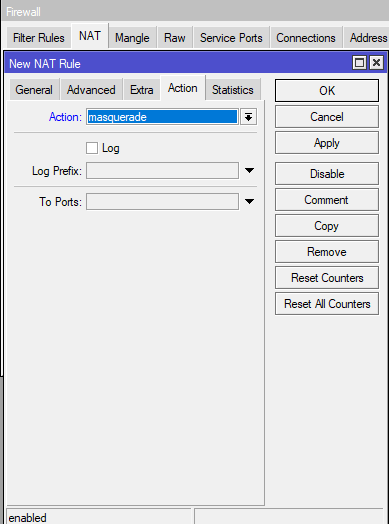 Firewall
Filter Rules NAT Mangle Raw Service Ports Connections Address
New NAT Rule
General Advanced Extra Action Statistics
OK
Action: masquerade
Cancel
Log
Apply
Log Prefix:
Disable
To Ports:
Comment
Copy
Remove
Reset Counters
Reset All Counters
enabled